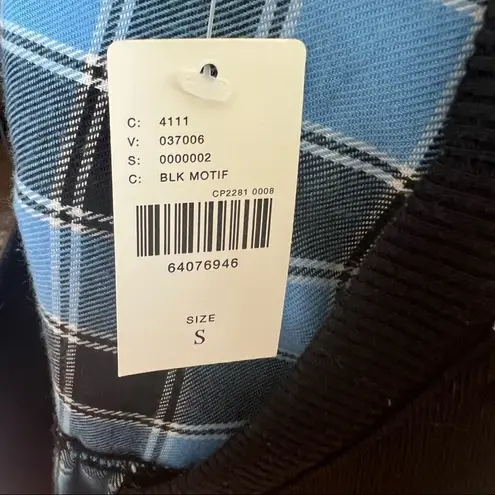 C: 4111
V: 037006
S: 0000002
C: BLK MOTIF
CP2281 0008
64076946
SIZE
S